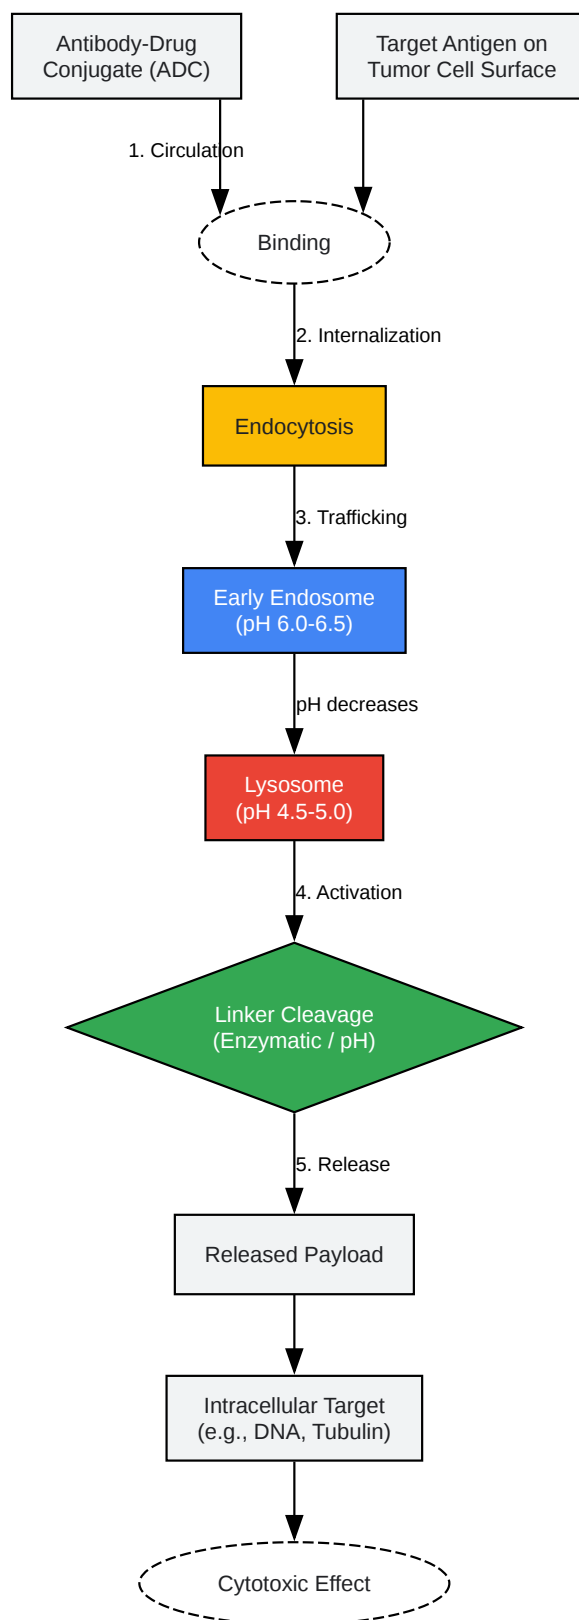 Antibody-Drug
Conjugate (ADC)
Target Antigen on
Tumor Cell Surface
1. Circulation
Binding
2. Internalization
Endocytosis
3. Trafficking
Early Endosome
(pH 6.0-6.5)
pH decreases
Lysosome
(pH 4.5-5.0)
4. Activation
Linker Cleavage
(Enzymatic / pH)
5. Release
Released Payload
Intracellular Target
(e.g., DNA, Tubulin)
Cytotoxic Effect